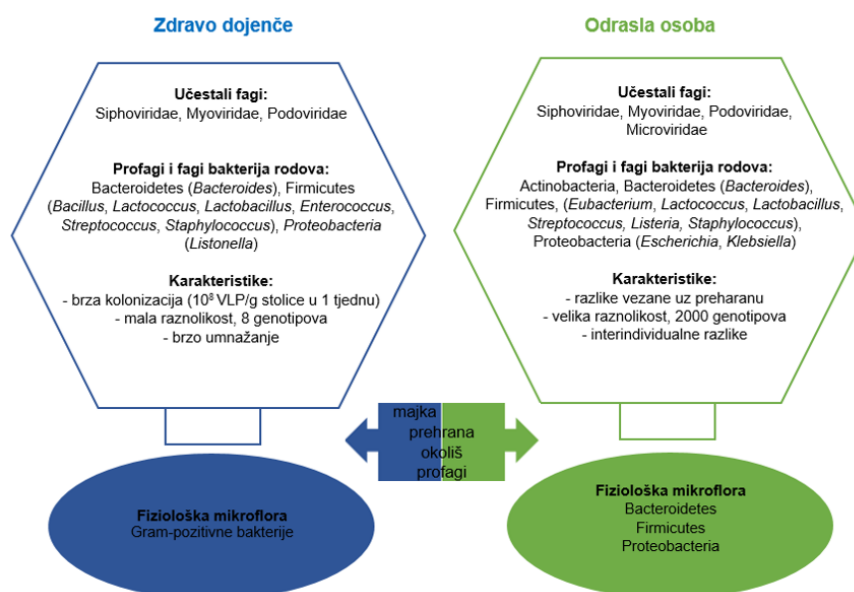 Zdravo dojenče
Učestali fagi:
Siphoviridae, Myoviridae, Podoviridae
Profagi i fagi bakterija rodova:
Bacteroidetes (Bacteroides), Firmicutes
(Bacillus, Lactococcus, Lactobacillus, Enterococcus,
Streptococcus, Staphylococcus), Proteobacteria
(Listonella)
Karakteristike:
- brza kolonizacija (10⁸ VLP/g stolice u 1 tjednu)
- mala raznolikost, 8 genotipova
- brzo umnažanje
Fiziološka mikroflora
Gram-pozitivne bakterije
majka
prehrana
okoliš
profagi
Odrasla osoba
Učestali fagi:
Siphoviridae, Myoviridae, Podoviridae,
Microviridae
Profagi i fagi bakterija rodova:
Actinobacteria, Bacteroidetes (Bacteroides),
Firmicutes, (Eubacterium, Lactococcus, Lactobacillus,
Streptococcus, Listeria, Staphylococcus),
Proteobacteria (Escherichia, Klebsiella)
Karakteristike:
- razlike vezane uz preharanu
- velika raznolikost, 2000 genotipova
- interindividualne razlike
Fiziološka mikroflora
Bacteroidetes
Firmicutes
Proteobacteria